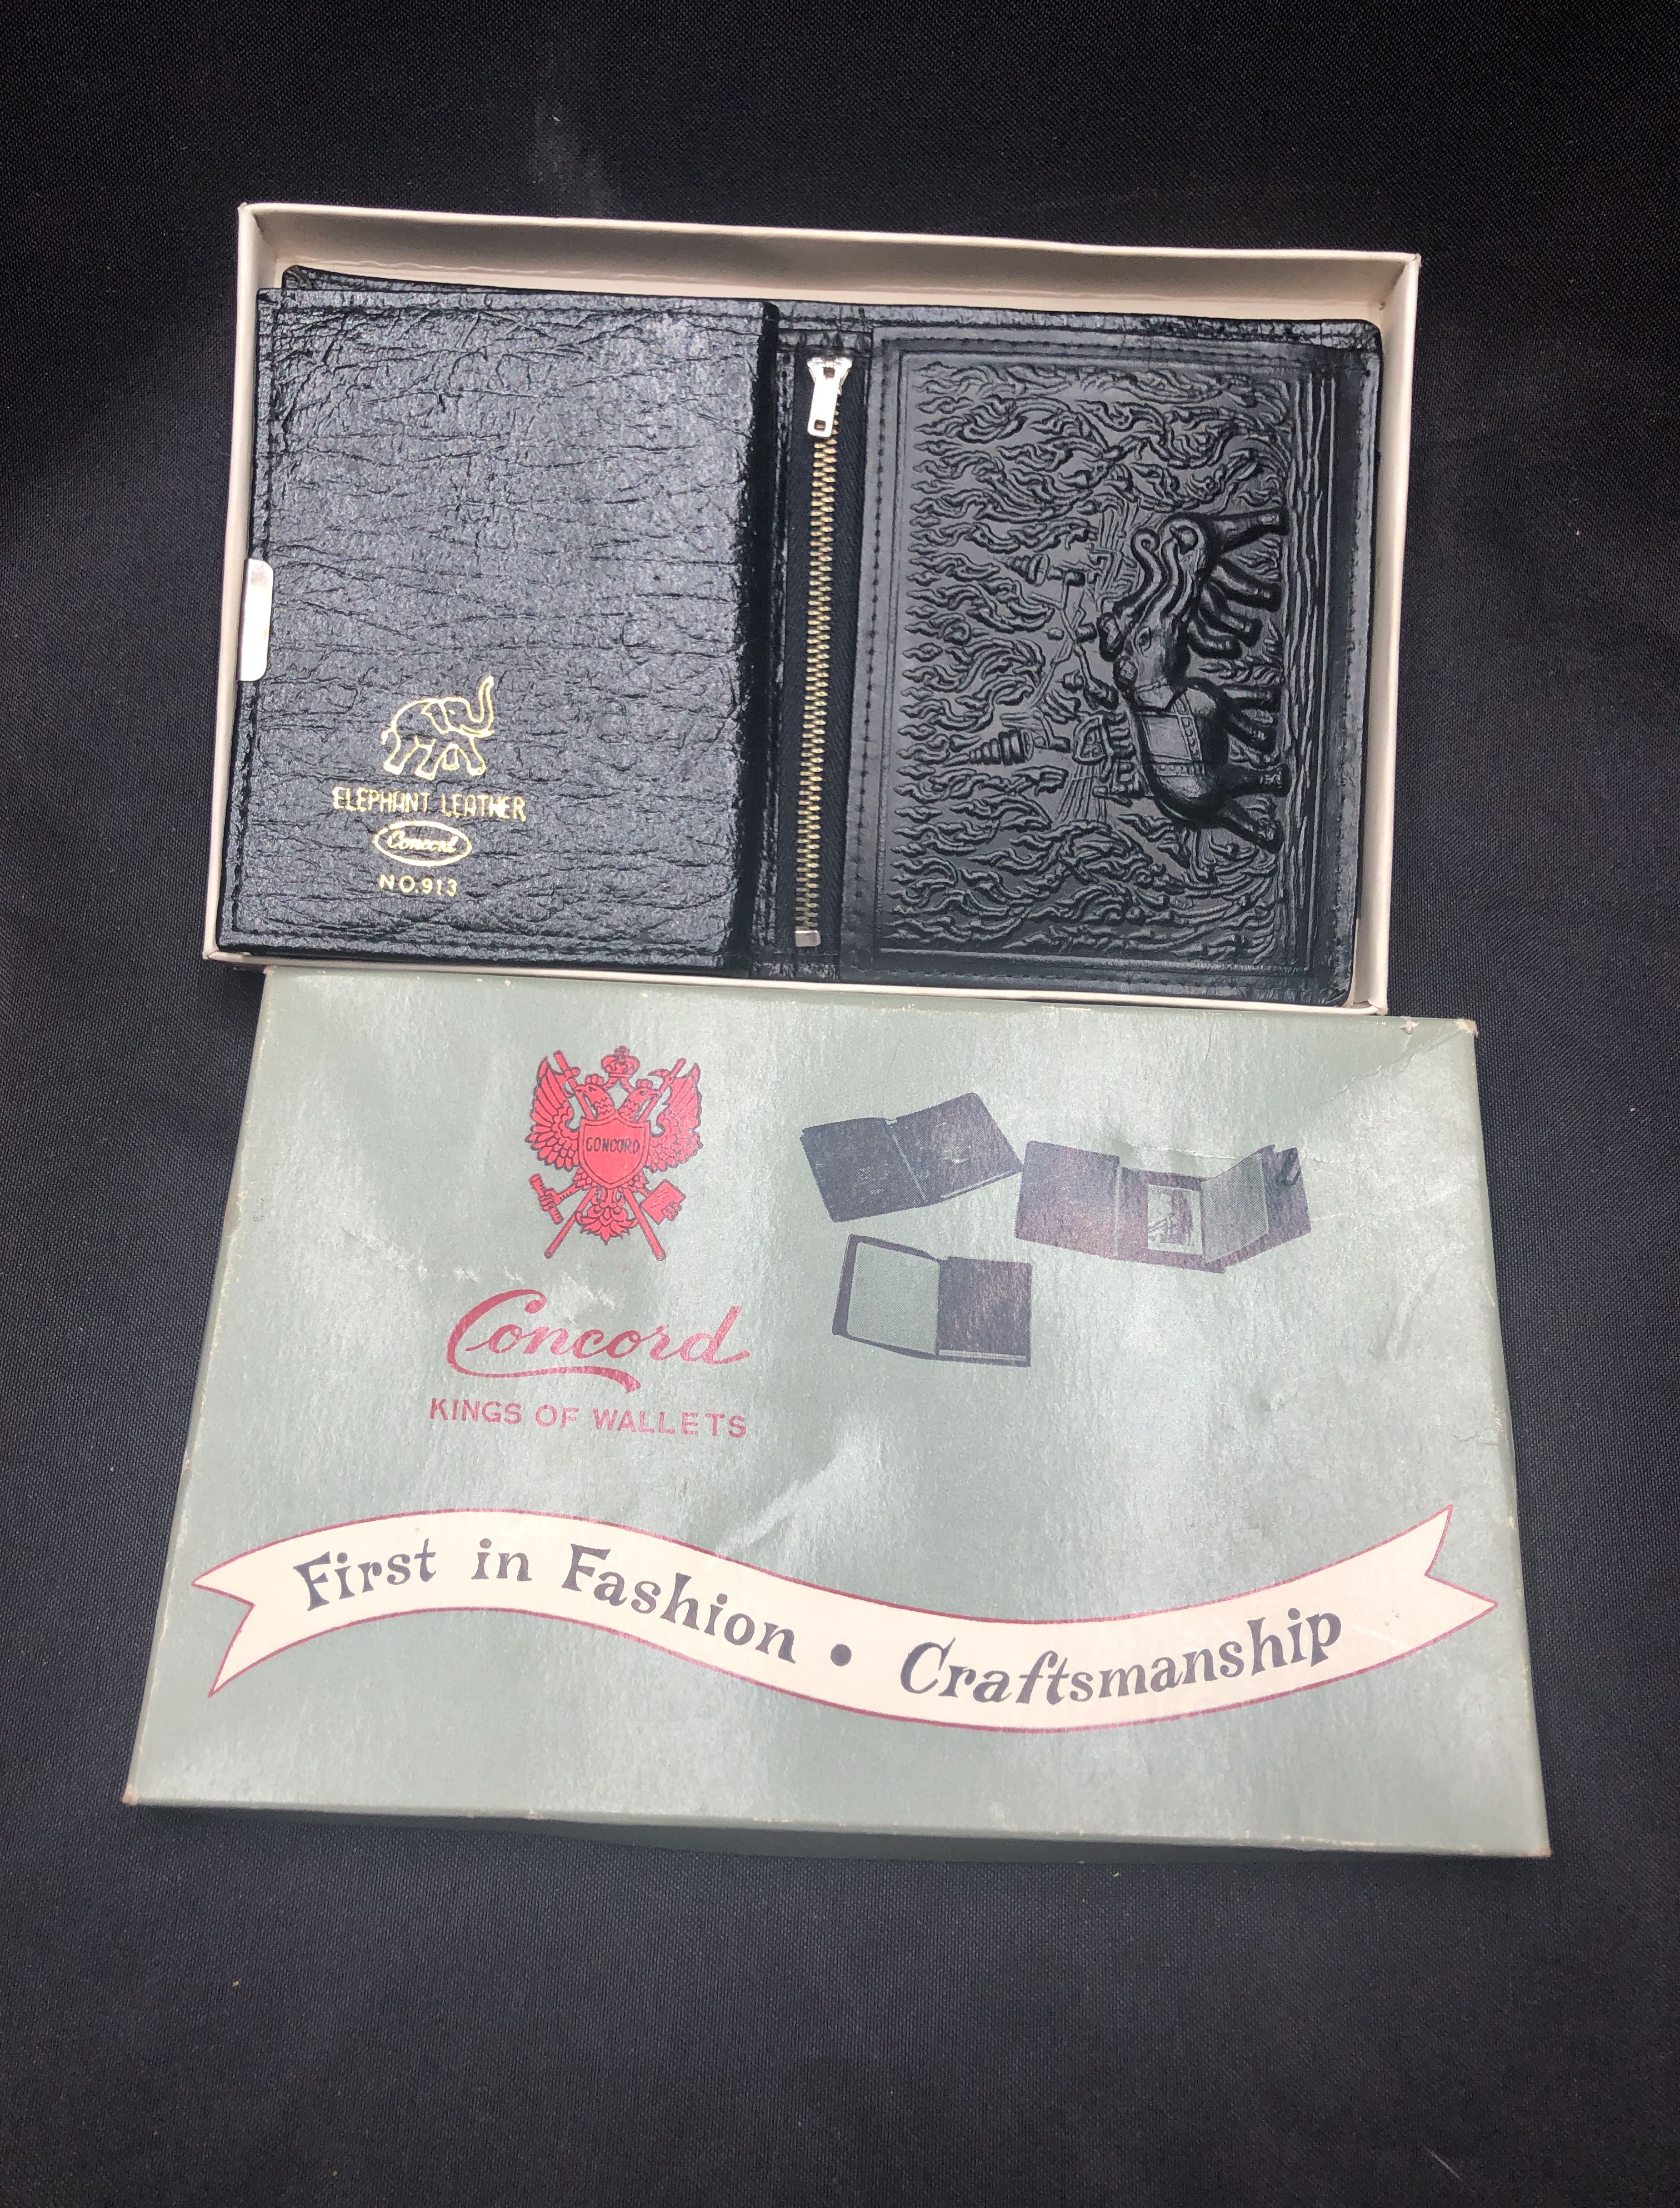 ELEPHANT LEATHER
Concord
NO.913
CONCORD
Concord
KINGS OF WALLETS
First in Fashion • Craftsmanship